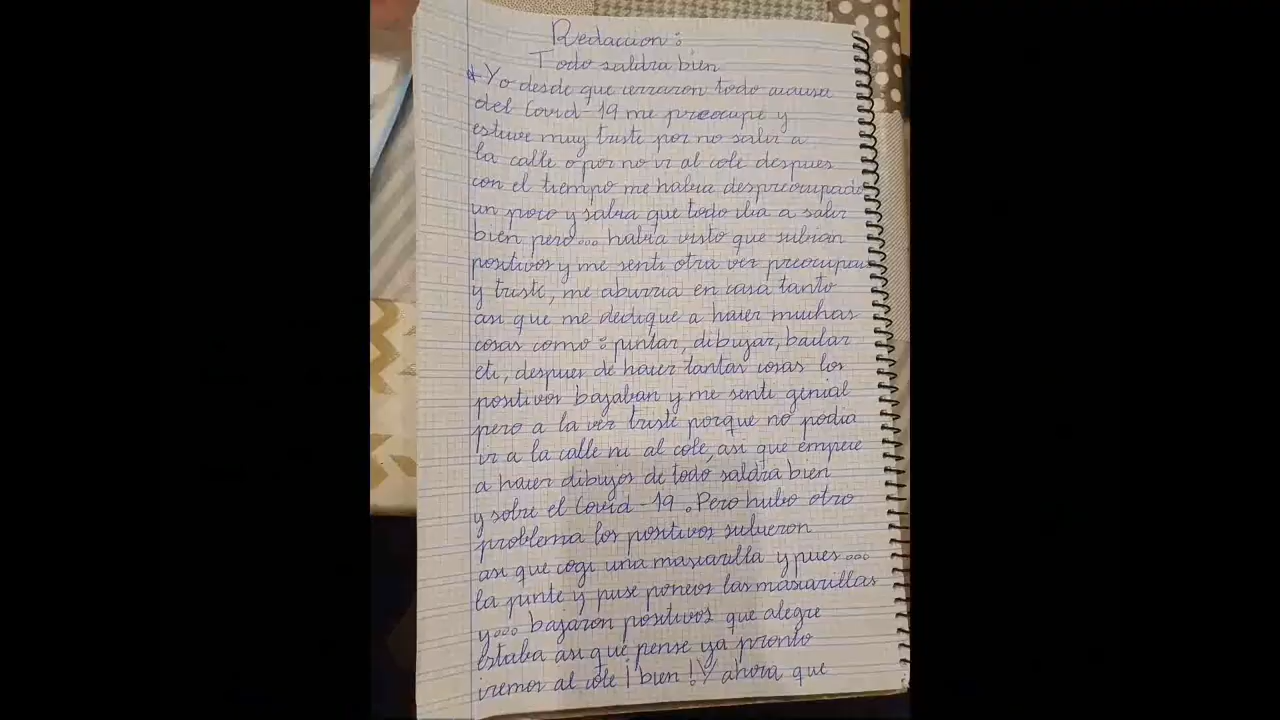 Redaccion:
Todo saldra bien
*Yo desde que cerraron todo acausa
del Covid-19 me preocupe y
estuve muy triste por no salir a
la calle o por no ir al cole despues
con el tiempo me habia despreocupado
un poco y sabia que todo iba a salir
bien pero... habia visto que subian
positivos y me senti otra vez preocupada
y triste, me aburria en casa tanto
asi que me dedique a hacer muchas
cosas como: pintar, dibujar, bailar
etc, despues de hacer tantas cosas los
positivos bajaban y me senti genial
pero a la vez triste porque no podia
ir a la calle ni al cole, asi que empece
a hacer dibujos de todo saldra bien
y sobre el Covid-19. Pero hubo otro
problema los positivos subieron
asi que cogi una mascarilla y pues...
la pinte y puse poneos las mascarillas
y... bajaron positivos que alegre
estaba asi que pense ya pronto
iremos al cole ¡bien! Y ahora que